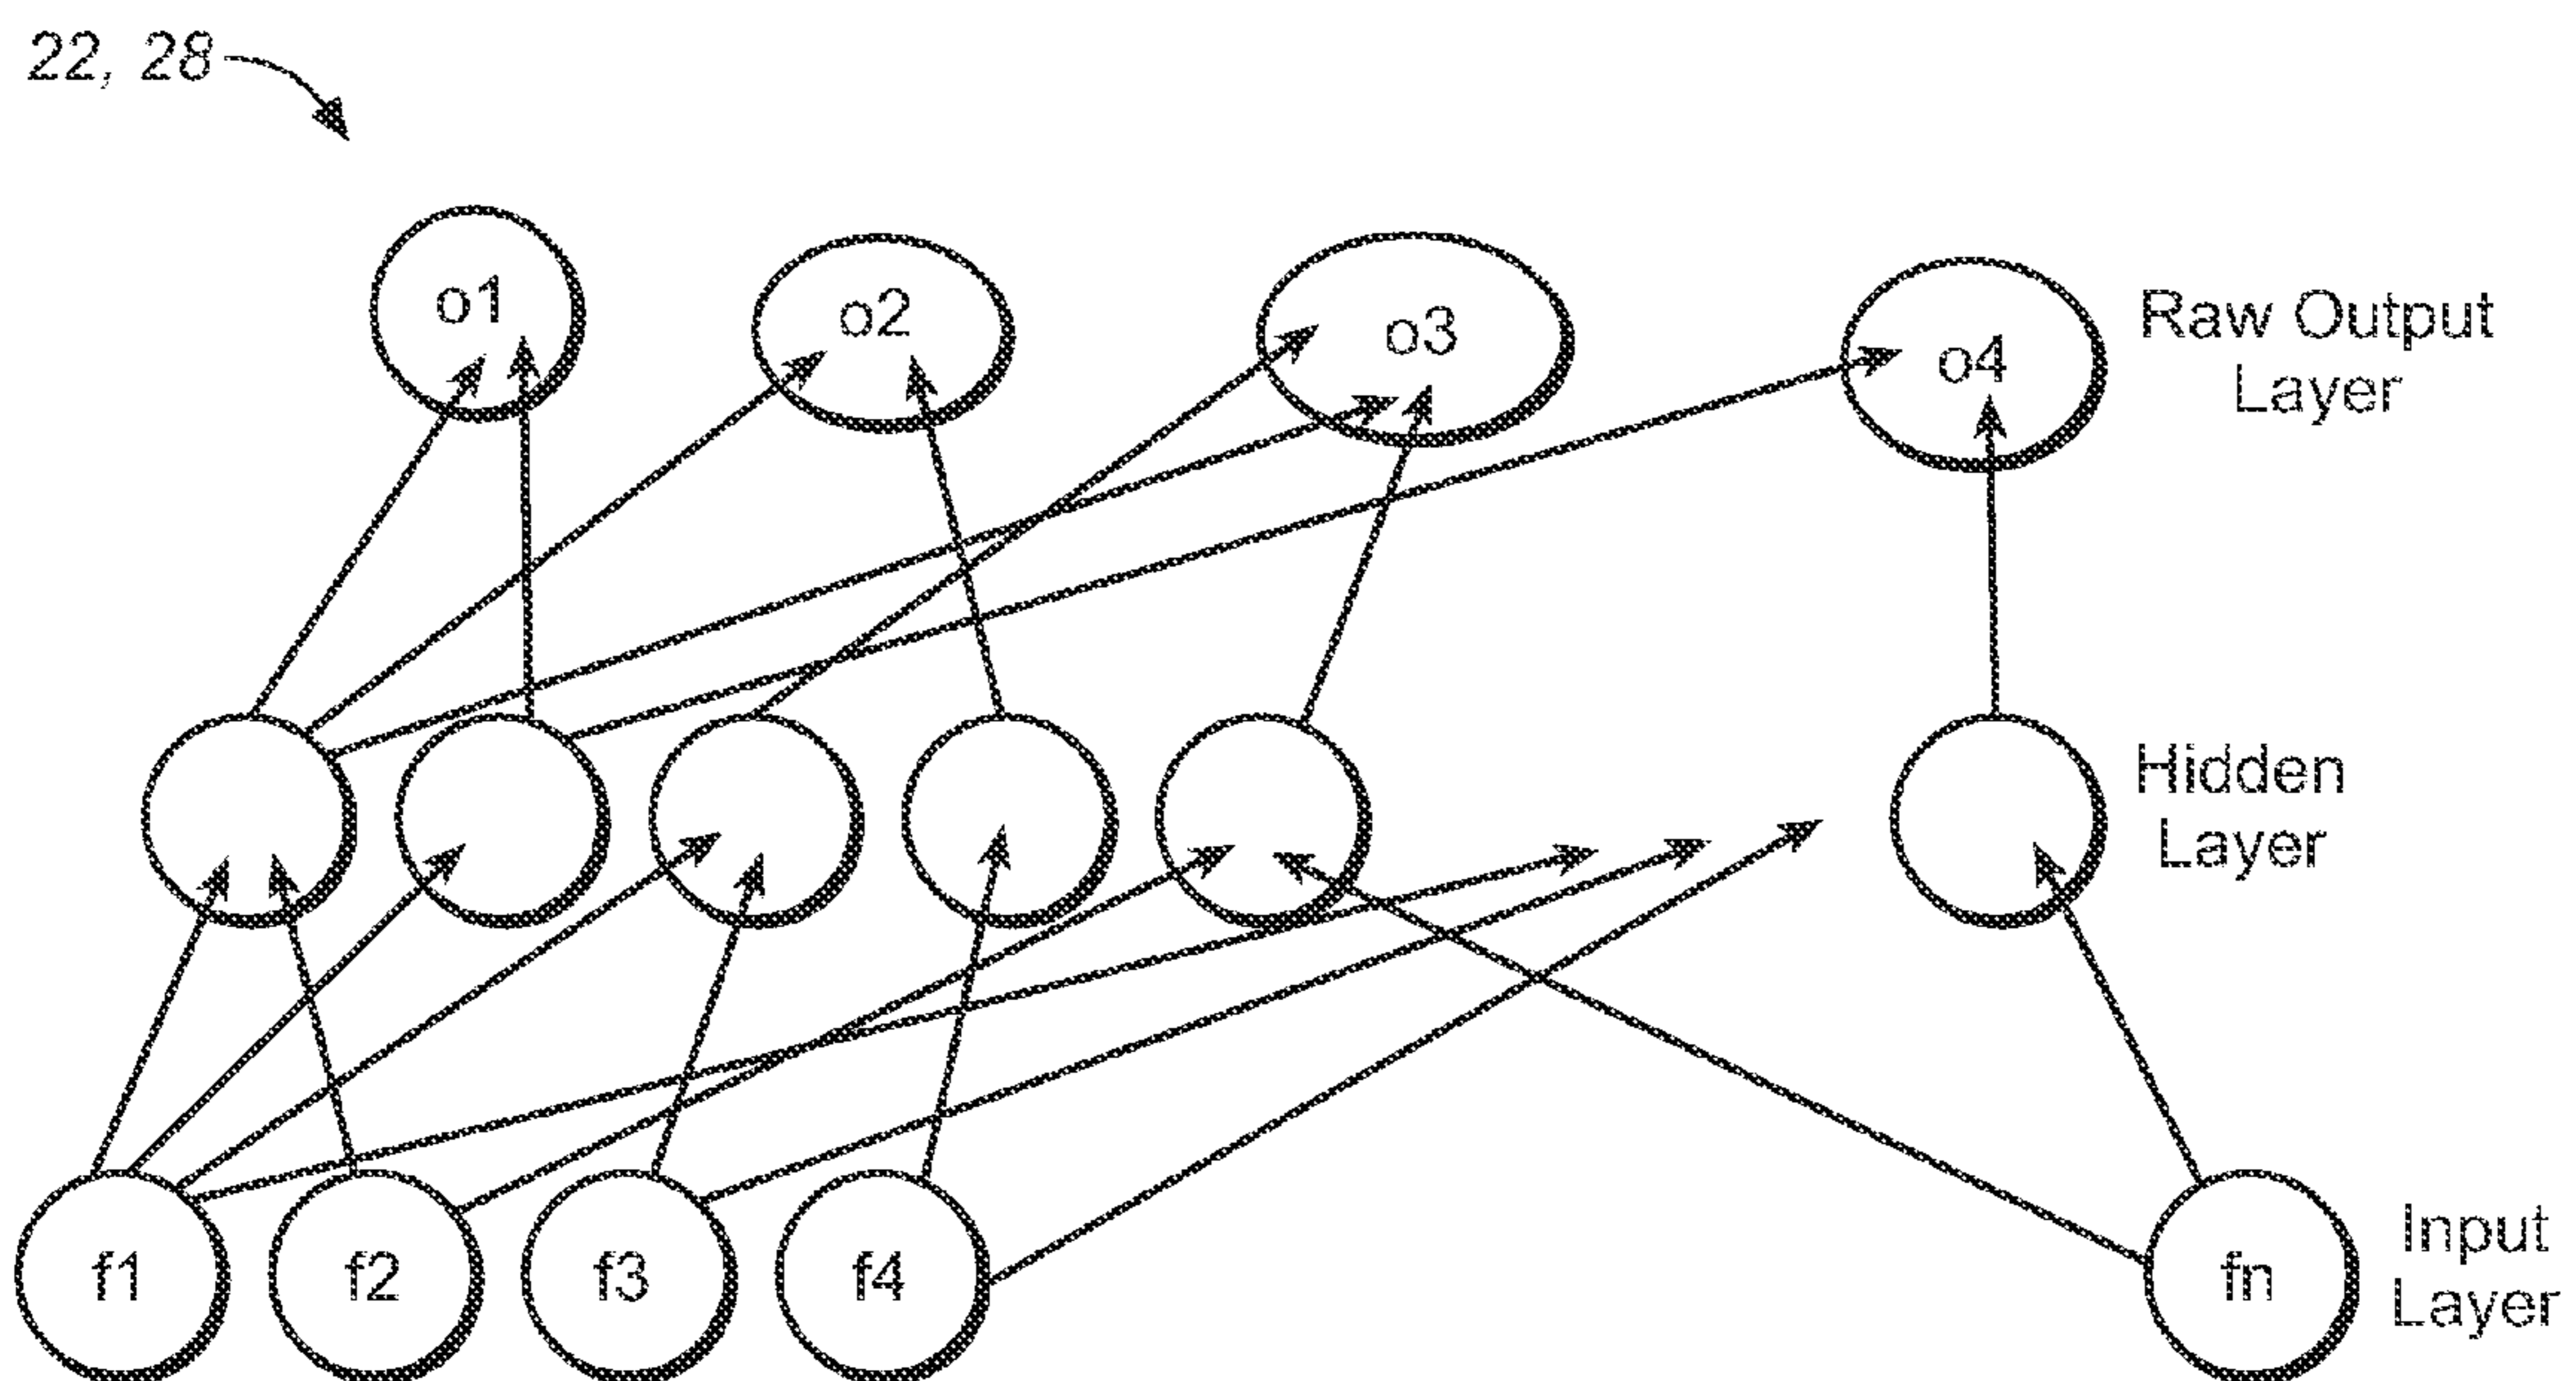 22, 28
o1
o2
o3
o4
Raw Output
Layer
Hidden
Layer
f1
f2
f3
f4
fn
Input
Layer